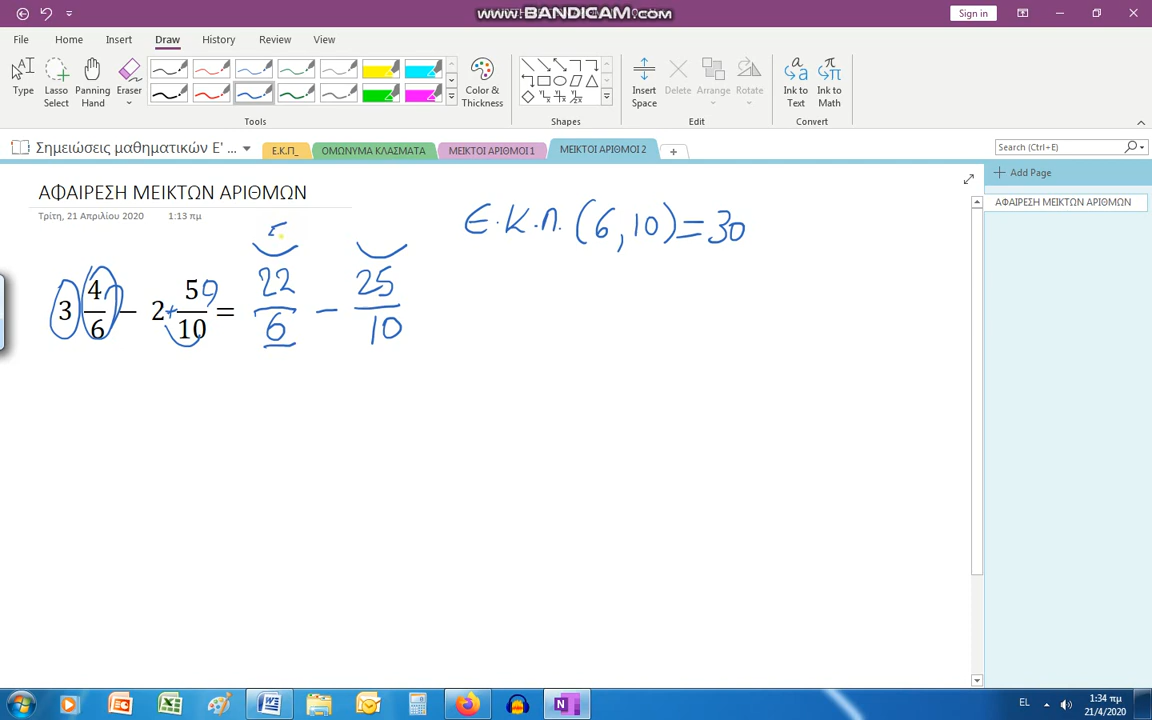 www.BANDICAM.com
Sign in
File Home Insert Draw History Review View
Type Lasso Select Panning Hand Eraser Color & Thickness Insert Space Delete Arrange Rotate Ink to Text Ink to Math
Tools Shapes Edit Convert
Σημειώσεις μαθηματικών Ε' ... Ε.Κ.Π_ ΟΜΩΝΥΜΑ ΚΛΑΣΜΑΤΑ ΜΕΙΚΤΟΙ ΑΡΙΘΜΟΙ 1 ΜΕΙΚΤΟΙ ΑΡΙΘΜΟΙ 2 Search (Ctrl+E)
Add Page
ΑΦΑΙΡΕΣΗ ΜΕΙΚΤΩΝ ΑΡΙΘΜΩΝ
ΑΦΑΙΡΕΣΗ ΜΕΙΚΤΩΝ ΑΡΙΘΜΩΝ
Τρίτη, 21 Απριλίου 2020 1:13 πμ
Ε.Κ.Π. (6,10)=30
3 4/6 − 2 + 5/10 = 22/6 − 25/10
EL 1:34 πμ
21/4/2020